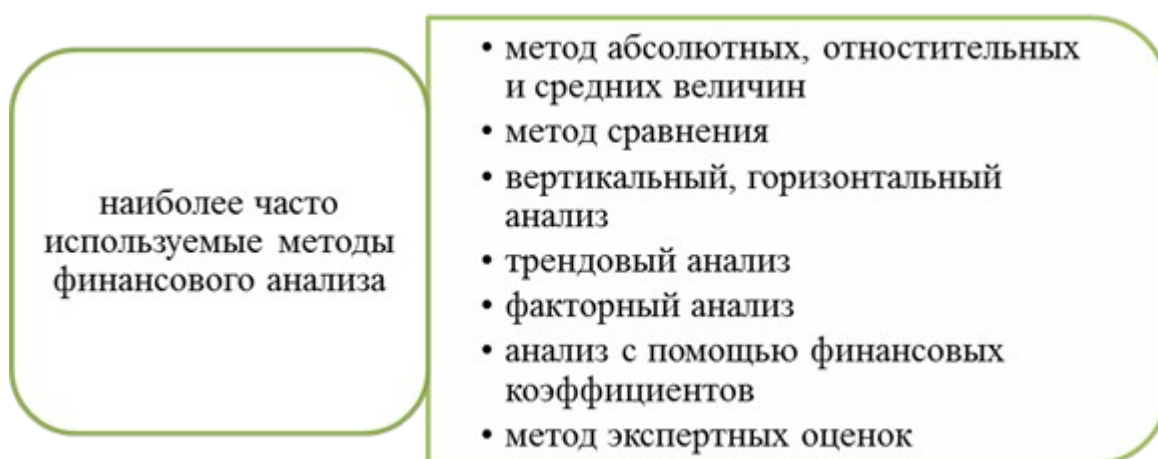 наиболее часто
используемые методы
финансового анализа
• метод абсолютных, отностительных
и средних величин
• метод сравнения
• вертикальный, горизонтальный
анализ
• трендовый анализ
• факторный анализ
• анализ с помощью финансовых
коэффициентов
• метод экспертных оценок